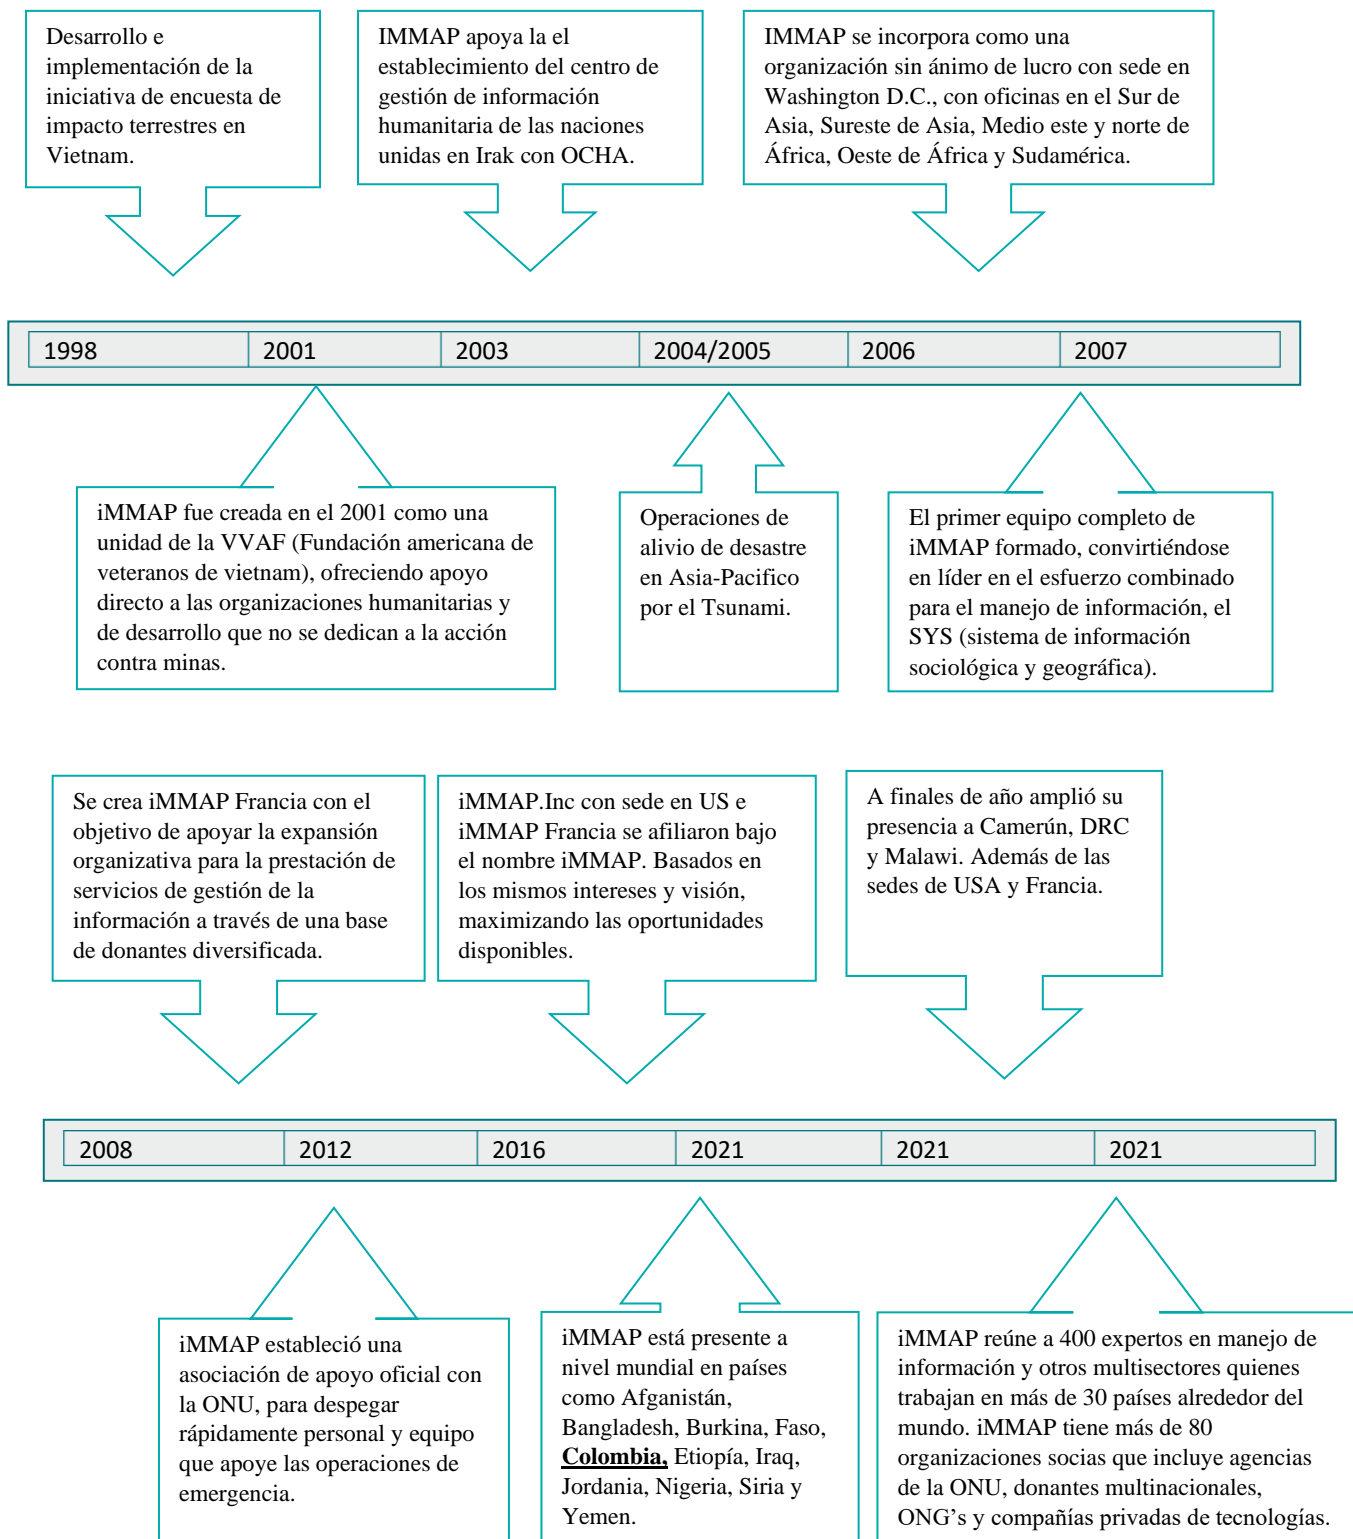 Desarrollo e
implementación de la
iniciativa de encuesta de
impacto terrestres en
Vietnam.
IMMAP apoya la el
establecimiento del centro de
gestión de información
humanitaria de las naciones
unidas en Irak con OCHA.
IMMAP se incorpora como una
organización sin ánimo de lucro con sede en
Washington D.C., con oficinas en el Sur de
Asia, Sureste de Asia, Medio este y norte de
África, Oeste de África y Sudamérica.
1998 2001 2003 2004/2005 2006 2007
iMMAP fue creada en el 2001 como una
unidad de la VVAF (Fundación americana de
veteranos de vietnam), ofreciendo apoyo
directo a las organizaciones humanitarias y
de desarrollo que no se dedican a la acción
contra minas.
Operaciones de
alivio de desastre
en Asia-Pacifico
por el Tsunami.
El primer equipo completo de
iMMAP formado, convirtiéndose
en líder en el esfuerzo combinado
para el manejo de información, el
SYS (sistema de información
sociológica y geográfica).
Se crea iMMAP Francia con el
objetivo de apoyar la expansión
organizativa para la prestación de
servicios de gestión de la
información a través de una base
de donantes diversificada.
iMMAP.Inc con sede en US e
iMMAP Francia se afiliaron bajo
el nombre iMMAP. Basados en
los mismos intereses y visión,
maximizando las oportunidades
disponibles.
A finales de año amplió su
presencia a Camerún, DRC
y Malawi. Además de las
sedes de USA y Francia.
2008 2012 2016 2021 2021 2021
iMMAP estableció una
asociación de apoyo oficial con
la ONU, para despegar
rápidamente personal y equipo
que apoye las operaciones de
emergencia.
iMMAP está presente a
nivel mundial en países
como Afganistán,
Bangladesh, Burkina, Faso,
Colombia, Etiopía, Iraq,
Jordania, Nigeria, Siria y
Yemen.
iMMAP reúne a 400 expertos en manejo de
información y otros multisectores quienes
trabajan en más de 30 países alrededor del
mundo. iMMAP tiene más de 80
organizaciones socias que incluye agencias
de la ONU, donantes multinacionales,
ONG’s y compañías privadas de tecnologías.